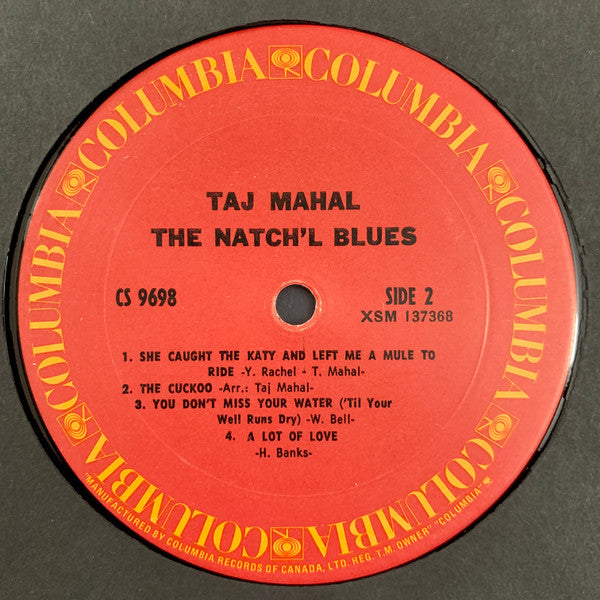 COLUMBIA COLUMBIA COLUMBIA COLUMBIA COLUMBIA COLUMBIA
TAJ MAHAL
THE NATCH'L BLUES
CS 9698
SIDE 2
XSM 137368
1. SHE CAUGHT THE KATY AND LEFT ME A MULE TO
RIDE -Y. Rachel - T. Mahal-
2. THE CUCKOO -Arr.: Taj Mahal-
3. YOU DON'T MISS YOUR WATER ('Til Your
Well Runs Dry) -W. Bell-
4. A LOT OF LOVE
-H. Banks-
"MANUFACTURED BY COLUMBIA RECORDS OF CANADA, LTD. REG. T.M. OWNER" "COLUMBIA"